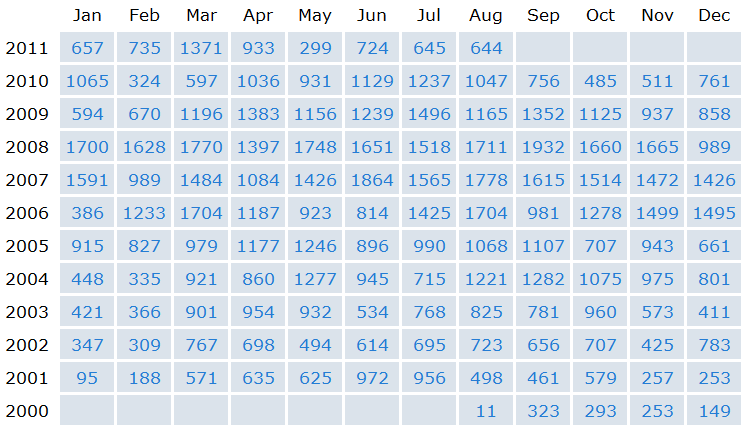 Jan Feb Mar Apr May Jun Jul Aug Sep Oct Nov Dec
2011 657 735 1371 933 299 724 645 644
2010 1065 324 597 1036 931 1129 1237 1047 756 485 511 761
2009 594 670 1196 1383 1156 1239 1496 1165 1352 1125 937 858
2008 1700 1628 1770 1397 1748 1651 1518 1711 1932 1660 1665 989
2007 1591 989 1484 1084 1426 1864 1565 1778 1615 1514 1472 1426
2006 386 1233 1704 1187 923 814 1425 1704 981 1278 1499 1495
2005 915 827 979 1177 1246 896 990 1068 1107 707 943 661
2004 448 335 921 860 1277 945 715 1221 1282 1075 975 801
2003 421 366 901 954 932 534 768 825 781 960 573 411
2002 347 309 767 698 494 614 695 723 656 707 425 783
2001 95 188 571 635 625 972 956 498 461 579 257 253
2000 11 323 293 253 149